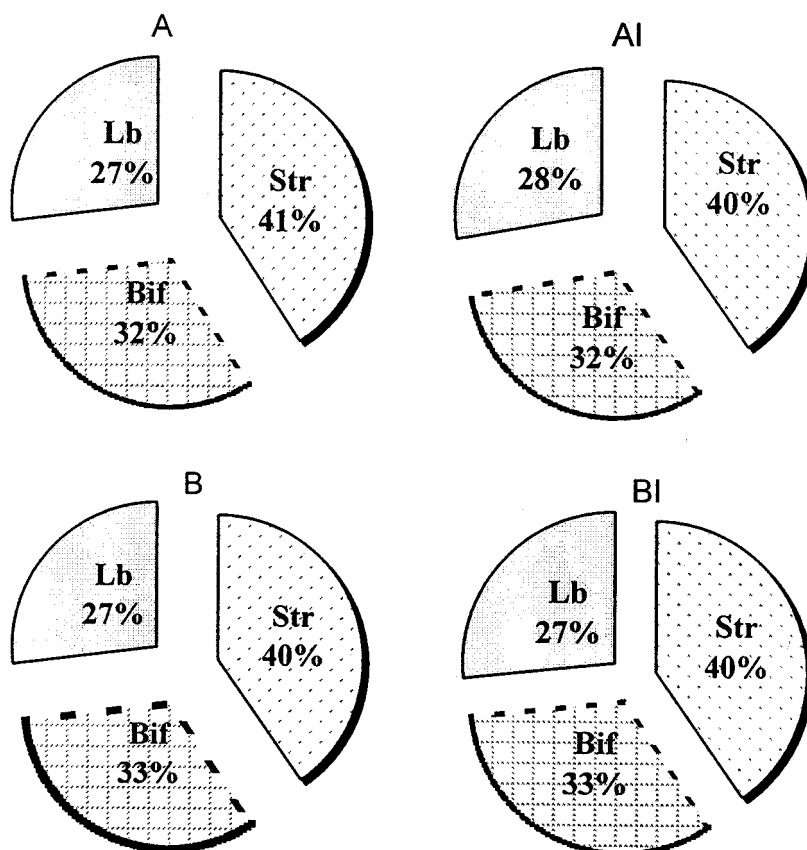 A
Lb
27%
Str
41%
Bif
32%
AI
Lb
28%
Str
40%
Bif
32%
B
Lb
27%
Str
40%
Bif
33%
BI
Lb
27%
Str
40%
Bif
33%